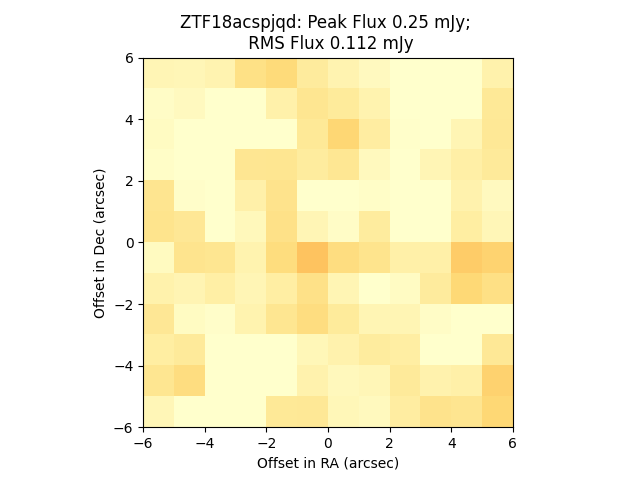 ZTF18acspjqd: Peak Flux 0.25 mJy;
RMS Flux 0.112 mJy
6
4
2
0
−2
−4
−6
Offset in Dec (arcsec)
−6 −4 −2 0 2 4 6
Offset in RA (arcsec)